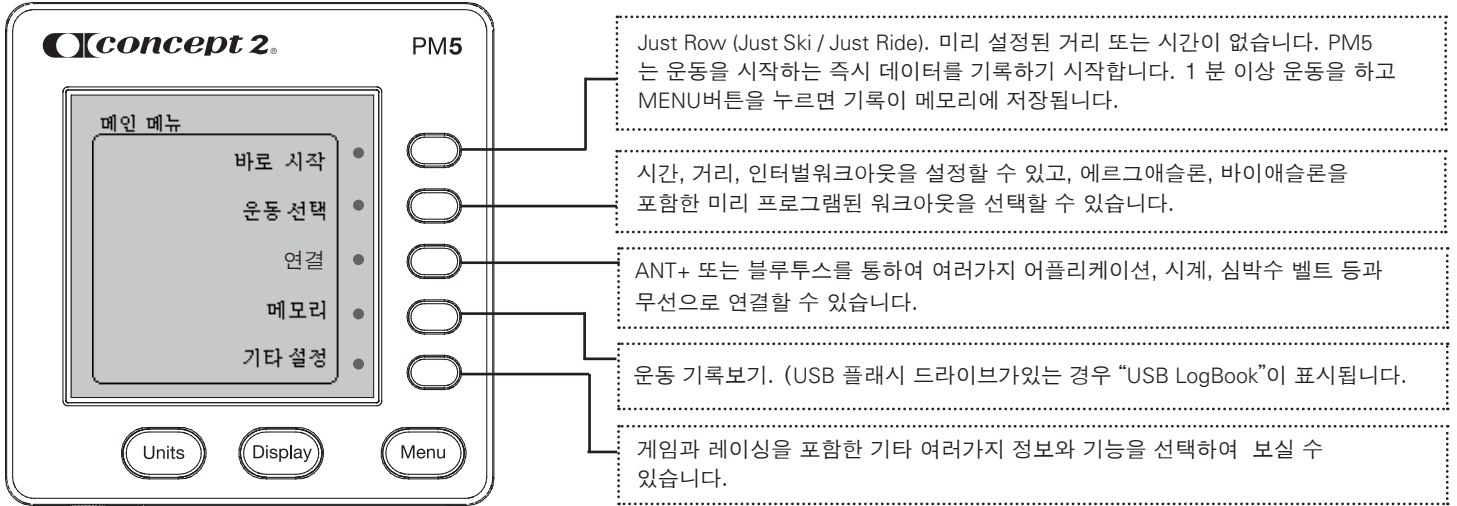 concept 2®
PM5
메인 메뉴
바로 시작
운동 선택
연결
메모리
기타 설정
Units
Display
Menu
Just Row (Just Ski / Just Ride). 미리 설정된 거리 또는 시간이 없습니다. PM5
는 운동을 시작하는 즉시 데이터를 기록하기 시작합니다. 1 분 이상 운동을 하고
MENU버튼을 누르면 기록이 메모리에 저장됩니다.
시간, 거리, 인터벌워크아웃을 설정할 수 있고, 에르그애슬론, 바이애슬론을
포함한 미리 프로그램된 워크아웃을 선택할 수 있습니다.
ANT+ 또는 블루투스를 통하여 여러가지 어플리케이션, 시계, 심박수 벨트 등과
무선으로 연결할 수 있습니다.
운동 기록보기. (USB 플래시 드라이브가있는 경우 “USB LogBook”이 표시됩니다.
게임과 레이싱을 포함한 기타 여러가지 정보와 기능을 선택하여 보실 수
있습니다.